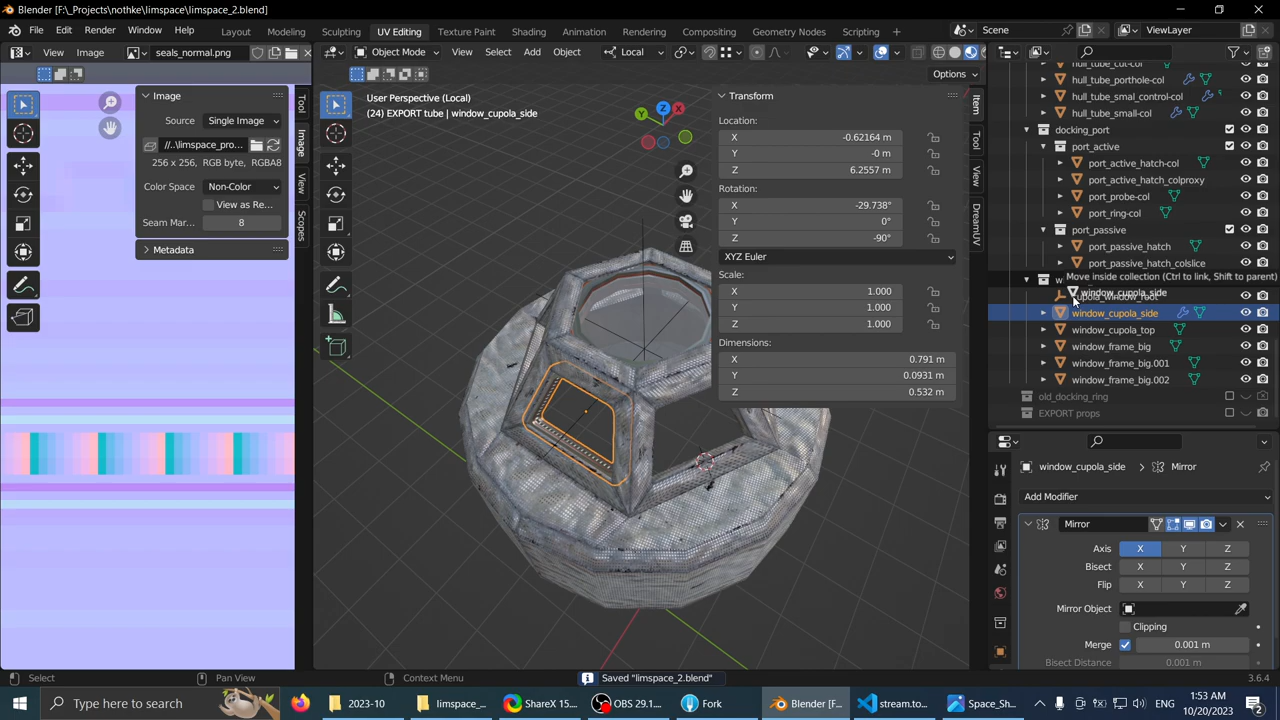 Blender [F:\_Projects\nothke\limspace\limspace_2.blend]
File Edit Render Window Help Layout Modeling Sculpting UV Editing Texture Paint Shading Animation Rendering Compositing Geometry Nodes Scripting + Scene ViewLayer
View Image seals_normal.png Object Mode View Select Add Object Local
Options
Image
Source Single Image
//..\limspace_pro...
256 x 256, RGB byte, RGBA8
Color Space Non-Color
View as Re...
Seam Mar... 8
Metadata
Tool
Image
View
Scopes
User Perspective (Local)
(24) EXPORT tube | window_cupola_side
Transform
Location:
X -0.62164 m
Y -0 m
Z 6.2557 m
Rotation:
X -29.738°
Y 0°
Z -90°
XYZ Euler
Scale:
X 1.000
Y 1.000
Z 1.000
Dimensions:
X 0.791 m
Y 0.0931 m
Z 0.532 m
Item
Tool
View
DreamUV
Z
X
Y
hull_tube_cut-col
hull_tube_porthole-col
hull_tube_smal_control-col
hull_tube_small-col
docking_port
port_active
port_active_hatch-col
port_active_hatch_colproxy
port_probe-col
port_ring-col
port_passive
port_passive_hatch
port_passive_hatch_colslice
Move inside collection (Ctrl to link, Shift to parent)
window_cupola_side
window_cupola_side
window_cupola_top
window_frame_big
window_frame_big.001
window_frame_big.002
old_docking_ring
EXPORT props
window_cupola_side Mirror
Add Modifier
Mirror
Axis X Y Z
Bisect X Y Z
Flip X Y Z
Mirror Object
Clipping
Merge 0.001 m
Bisect Distance 0.001 m
Select Pan View Context Menu Saved "limspace_2.blend" 3.6.4
Type here to search 2023-10 limspace_... ShareX 15.... OBS 29.1.... Fork Blender [F:... stream.to... Space_Sh... ENG 1:53 AM
10/20/2023 2